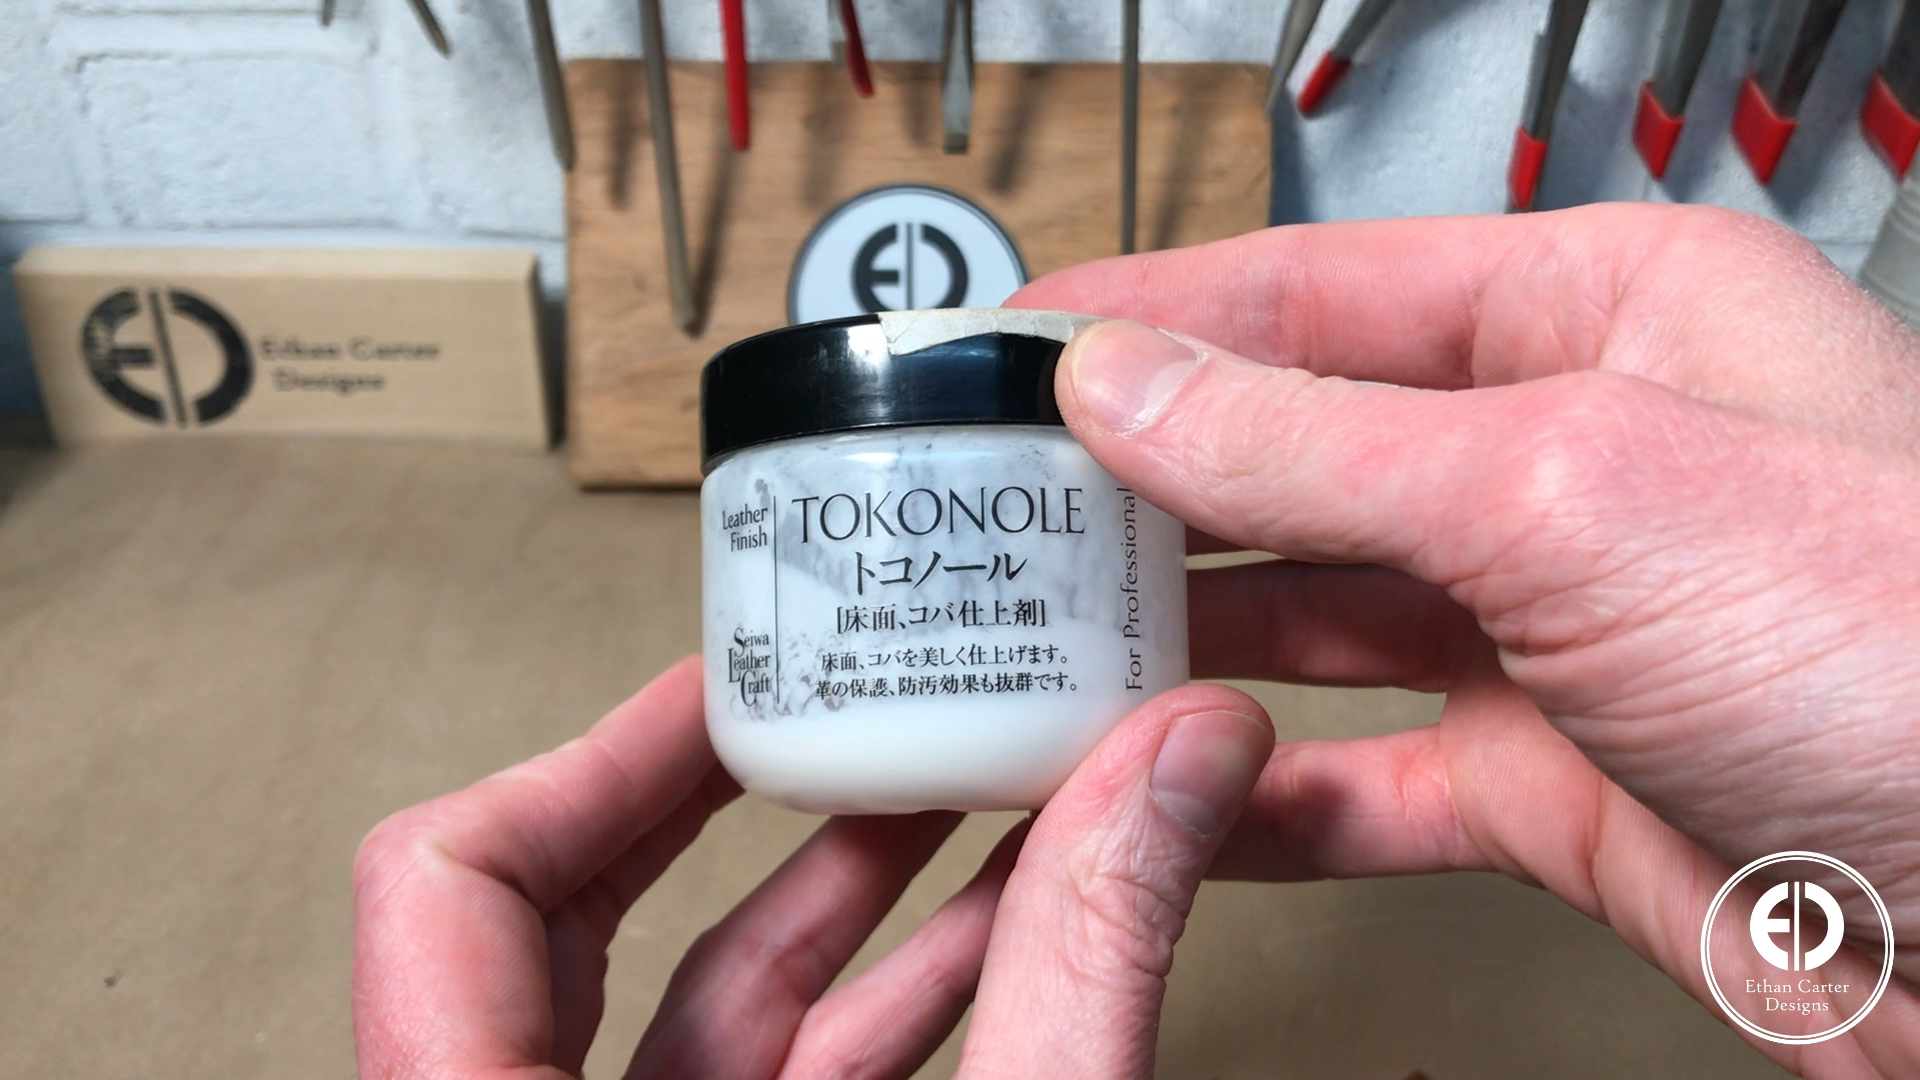 Ethan Carter
Designs
Leather
Finish
TOKONOLE
トコノール
[床面、コバ仕上剤]
床面、コバを美しく仕上げます。
革の保護、防汚効果も抜群です。
Seiwa
Leather
Craft
For Professional
Ethan Carter
Designs